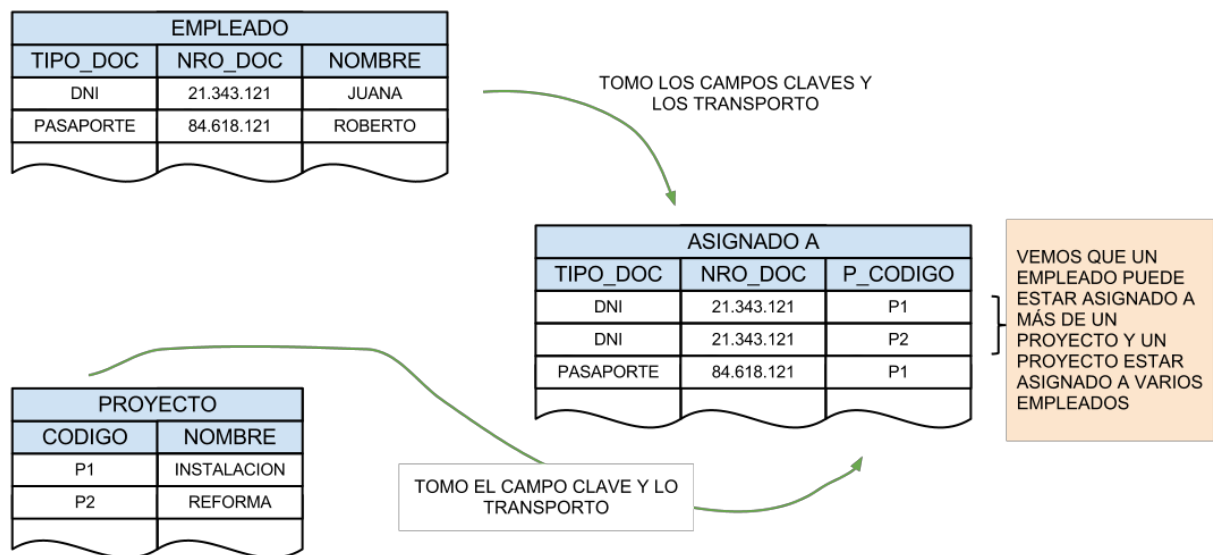 EMPLEADO
TIPO_DOC NRO_DOC NOMBRE
DNI 21.343.121 JUANA
PASAPORTE 84.618.121 ROBERTO
TOMO LOS CAMPOS CLAVES Y
LOS TRANSPORTO
ASIGNADO A
TIPO_DOC NRO_DOC P_CODIGO
DNI 21.343.121 P1
DNI 21.343.121 P2
PASAPORTE 84.618.121 P1
VEMOS QUE UN
EMPLEADO PUEDE
ESTAR ASIGNADO A
MÁS DE UN
PROYECTO Y UN
PROYECTO ESTAR
ASIGNADO A VARIOS
EMPLEADOS
PROYECTO
CODIGO NOMBRE
P1 INSTALACION
P2 REFORMA
TOMO EL CAMPO CLAVE Y LO
TRANSPORTO